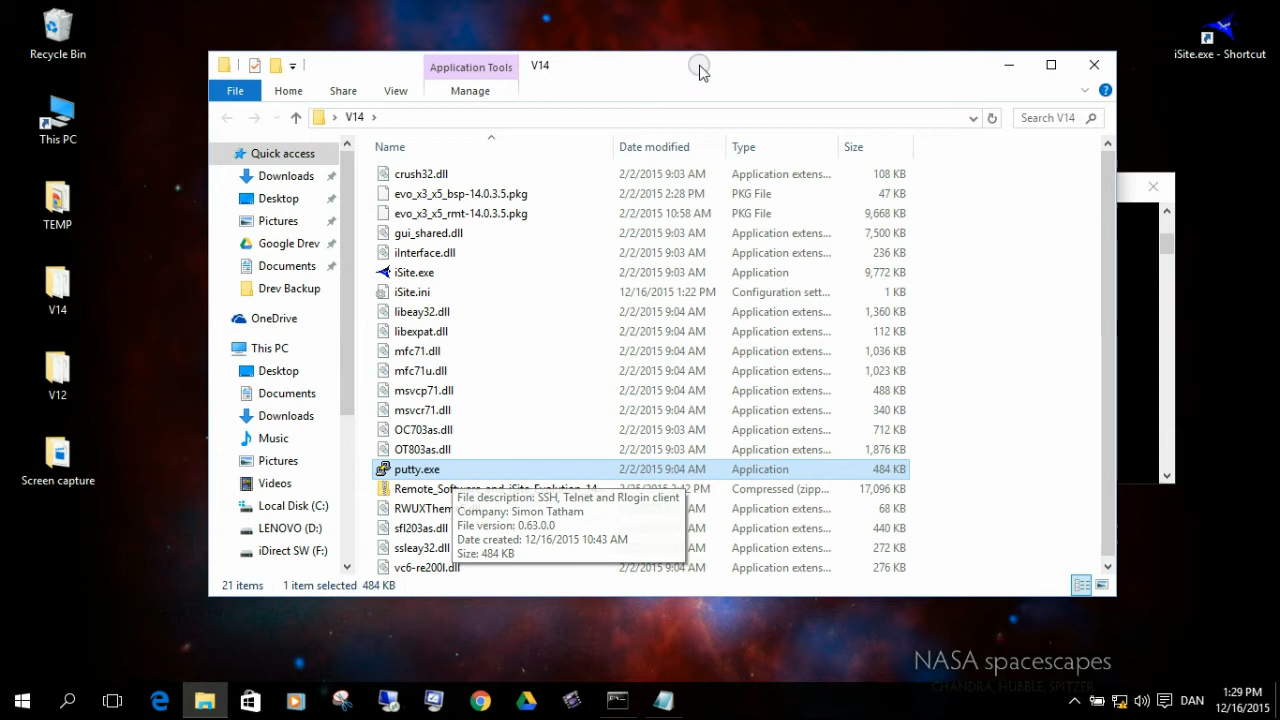 Recycle Bin
This PC
TEMP
V14
V12
Screen capture
iSite.exe - Shortcut
Application Tools V14
File Home Share View Manage
V14
Search V14
Name Date modified Type Size
Quick access
Downloads
Desktop
Pictures
Google Drev
Documents
Drev Backup
OneDrive
This PC
Desktop
Documents
Downloads
Music
Pictures
Videos
Local Disk (C:)
LENOVO (D:)
iDirect SW (F:)
crush32.dll 2/2/2015 9:03 AM Application extens... 108 KB
evo_x3_x5_bsp-14.0.3.5.pkg 2/2/2015 2:28 PM PKG File 47 KB
evo_x3_x5_rmt-14.0.3.5.pkg 2/2/2015 10:58 AM PKG File 9,668 KB
gui_shared.dll 2/2/2015 9:03 AM Application extens... 7,500 KB
iInterface.dll 2/2/2015 9:03 AM Application extens... 236 KB
iSite.exe 2/2/2015 9:03 AM Application 9,772 KB
iSite.ini 12/16/2015 1:22 PM Configuration sett... 1 KB
libeay32.dll 2/2/2015 9:03 AM Application extens... 1,360 KB
libexpat.dll 2/2/2015 9:03 AM Application extens... 112 KB
mfc71.dll 2/2/2015 9:04 AM Application extens... 1,036 KB
mfc71u.dll 2/2/2015 9:04 AM Application extens... 1,023 KB
msvcp71.dll 2/2/2015 9:04 AM Application extens... 488 KB
msvcr71.dll 2/2/2015 9:04 AM Application extens... 340 KB
OC703as.dll 2/2/2015 9:03 AM Application extens... 712 KB
OT803as.dll 2/2/2015 9:03 AM Application extens... 1,876 KB
putty.exe 2/2/2015 9:04 AM Application 484 KB
Remote_Software_and_iSite_Evolution_14 PM Compressed (zipp... 17,096 KB
RWUXThem AM Application extens... 68 KB
sfl203as.dll AM Application extens... 440 KB
ssleay32.dll AM Application extens... 272 KB
vc6-re200l.dll 2/2/2015 9:04 AM Application extens... 276 KB
File description: SSH, Telnet and Rlogin client
Company: Simon Tatham
File version: 0.63.0.0
Date created: 12/16/2015 10:43 AM
Size: 484 KB
21 items 1 item selected 484 KB
NASA spacescapes
CHANDRA, HUBBLE, SPITZER
DAN
1:29 PM
12/16/2015